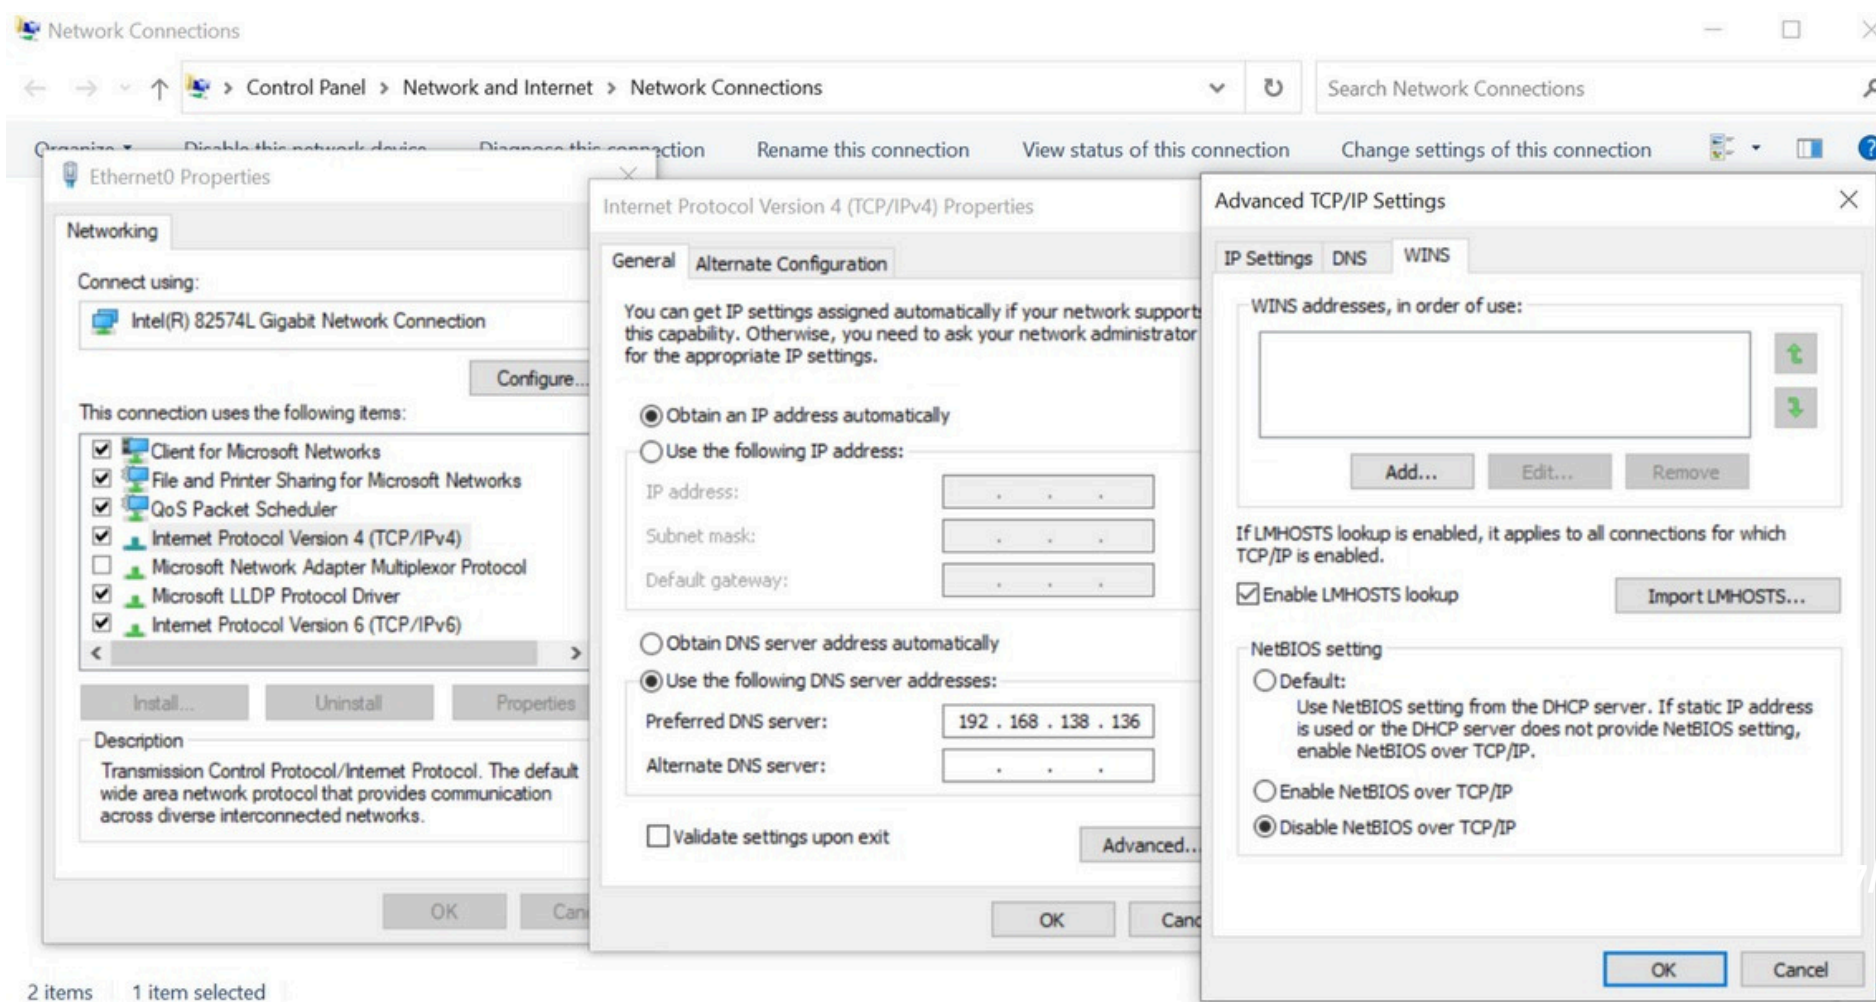 Network Connections
Control Panel > Network and Internet > Network Connections
Search Network Connections
Organize
Disable this network device
Diagnose this connection
Rename this connection
View status of this connection
Change settings of this connection
Ethernet0 Properties
Networking
Connect using:
Intel(R) 82574L Gigabit Network Connection
Configure...
This connection uses the following items:
Client for Microsoft Networks
File and Printer Sharing for Microsoft Networks
QoS Packet Scheduler
Internet Protocol Version 4 (TCP/IPv4)
Microsoft Network Adapter Multiplexor Protocol
Microsoft LLDP Protocol Driver
Internet Protocol Version 6 (TCP/IPv6)
Install...
Uninstall
Properties
Description
Transmission Control Protocol/Internet Protocol. The default
wide area network protocol that provides communication
across diverse interconnected networks.
OK
Internet Protocol Version 4 (TCP/IPv4) Properties
General
Alternate Configuration
You can get IP settings assigned automatically if your network supports
this capability. Otherwise, you need to ask your network administrator
for the appropriate IP settings.
Obtain an IP address automatically
Use the following IP address:
IP address:
Subnet mask:
Default gateway:
Obtain DNS server address automatically
Use the following DNS server addresses:
Preferred DNS server: 192 . 168 . 138 . 136
Alternate DNS server:
Validate settings upon exit
Advanced...
OK
Advanced TCP/IP Settings
IP Settings
DNS
WINS
WINS addresses, in order of use:
Add...
Edit...
Remove
If LMHOSTS lookup is enabled, it applies to all connections for which
TCP/IP is enabled.
Enable LMHOSTS lookup
Import LMHOSTS...
NetBIOS setting
Default:
Use NetBIOS setting from the DHCP server. If static IP address
is used or the DHCP server does not provide NetBIOS setting,
enable NetBIOS over TCP/IP.
Enable NetBIOS over TCP/IP
Disable NetBIOS over TCP/IP
OK
Cancel
2 items
1 item selected